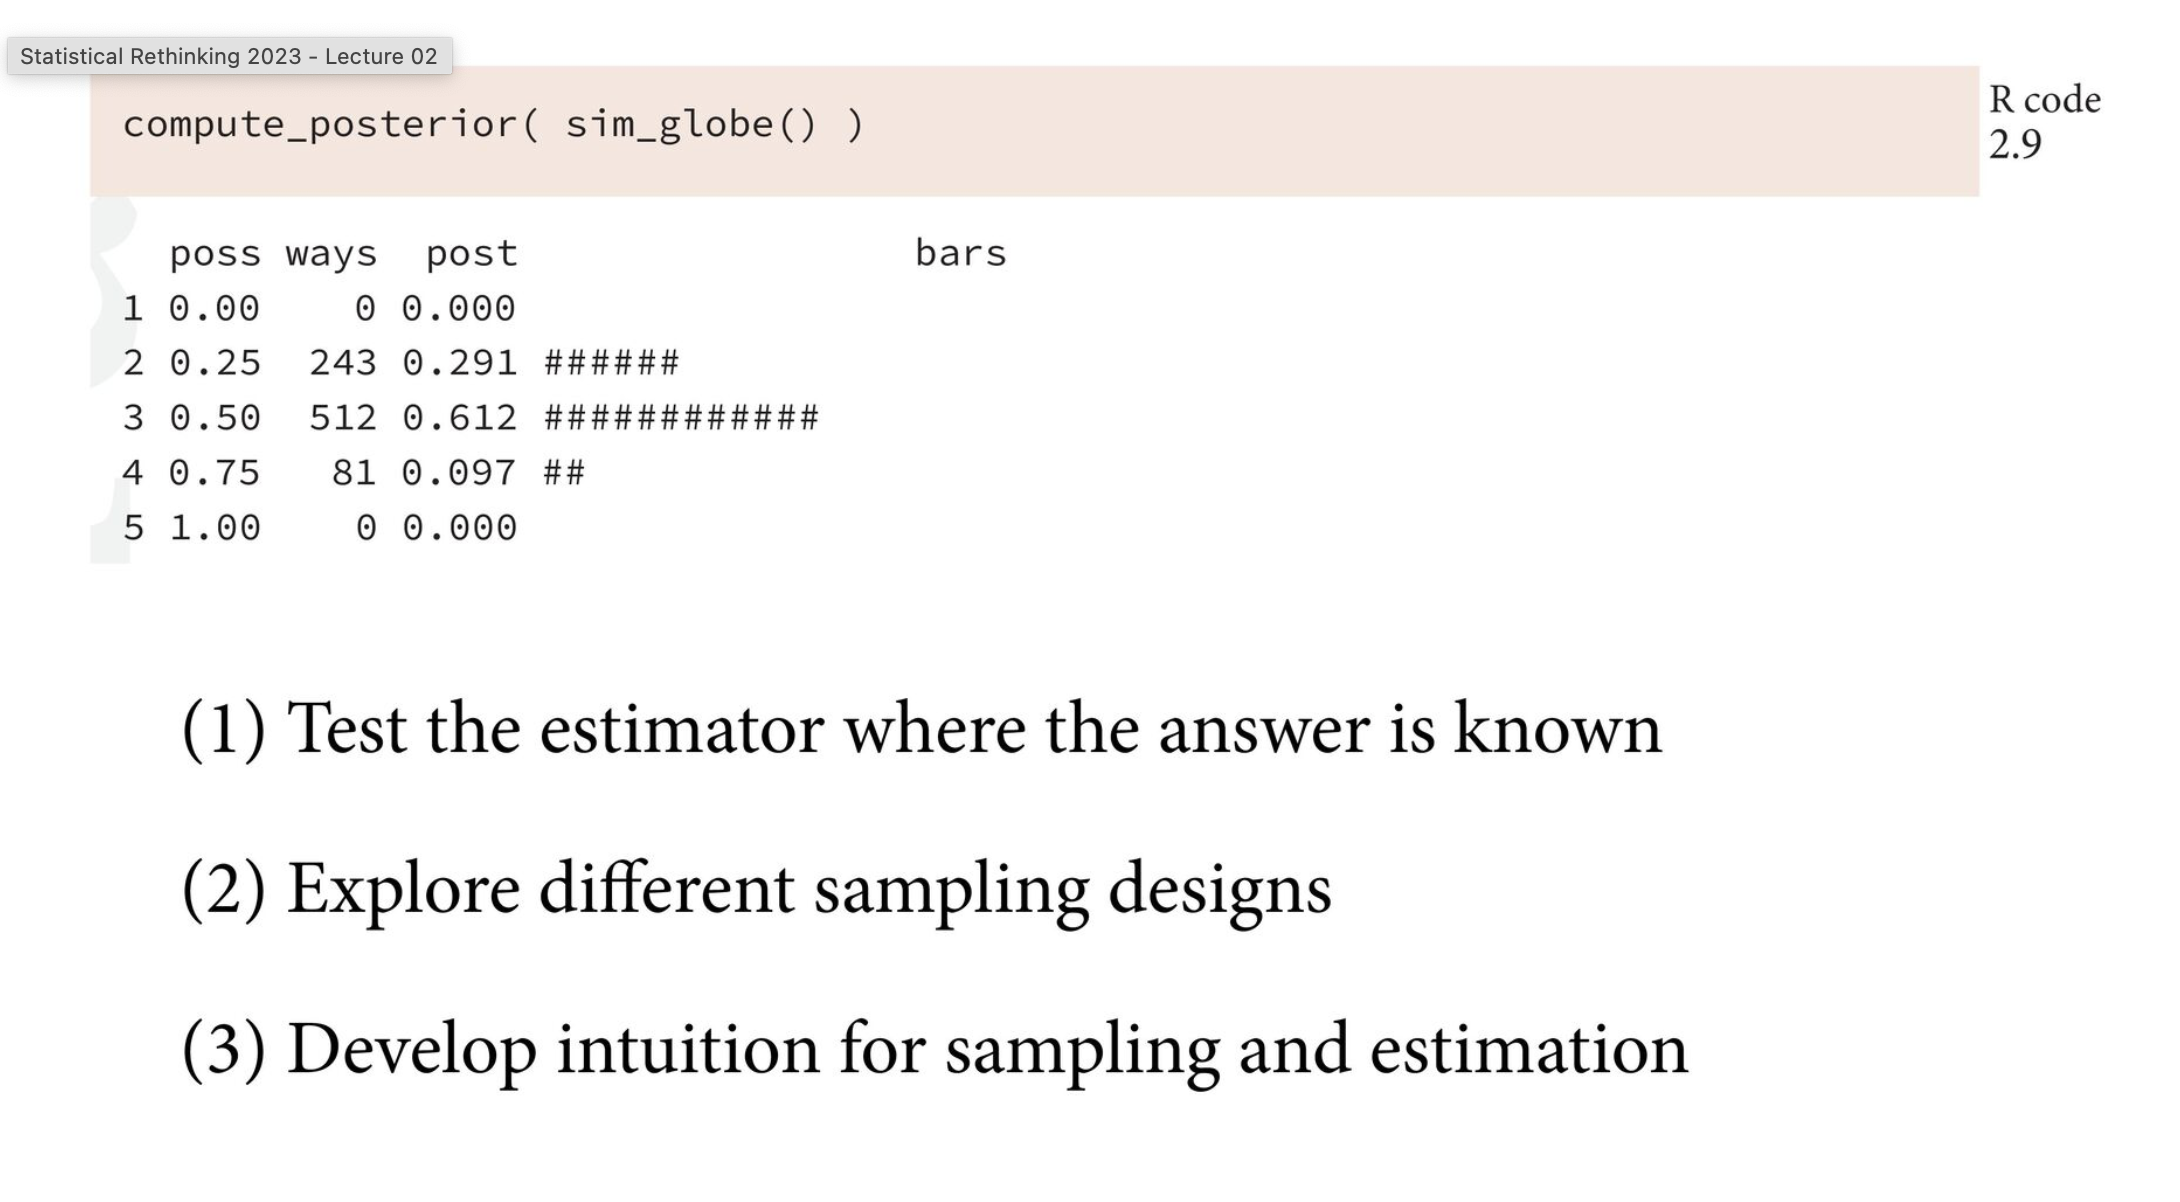 Statistical Rethinking 2023 - Lecture 02
compute_posterior( sim_globe() )
R code
2.9
poss ways post bars
1 0.00 0 0.000
2 0.25 243 0.291 ######
3 0.50 512 0.612 ############
4 0.75 81 0.097 ##
5 1.00 0 0.000
(1) Test the estimator where the answer is known
(2) Explore different sampling designs
(3) Develop intuition for sampling and estimation